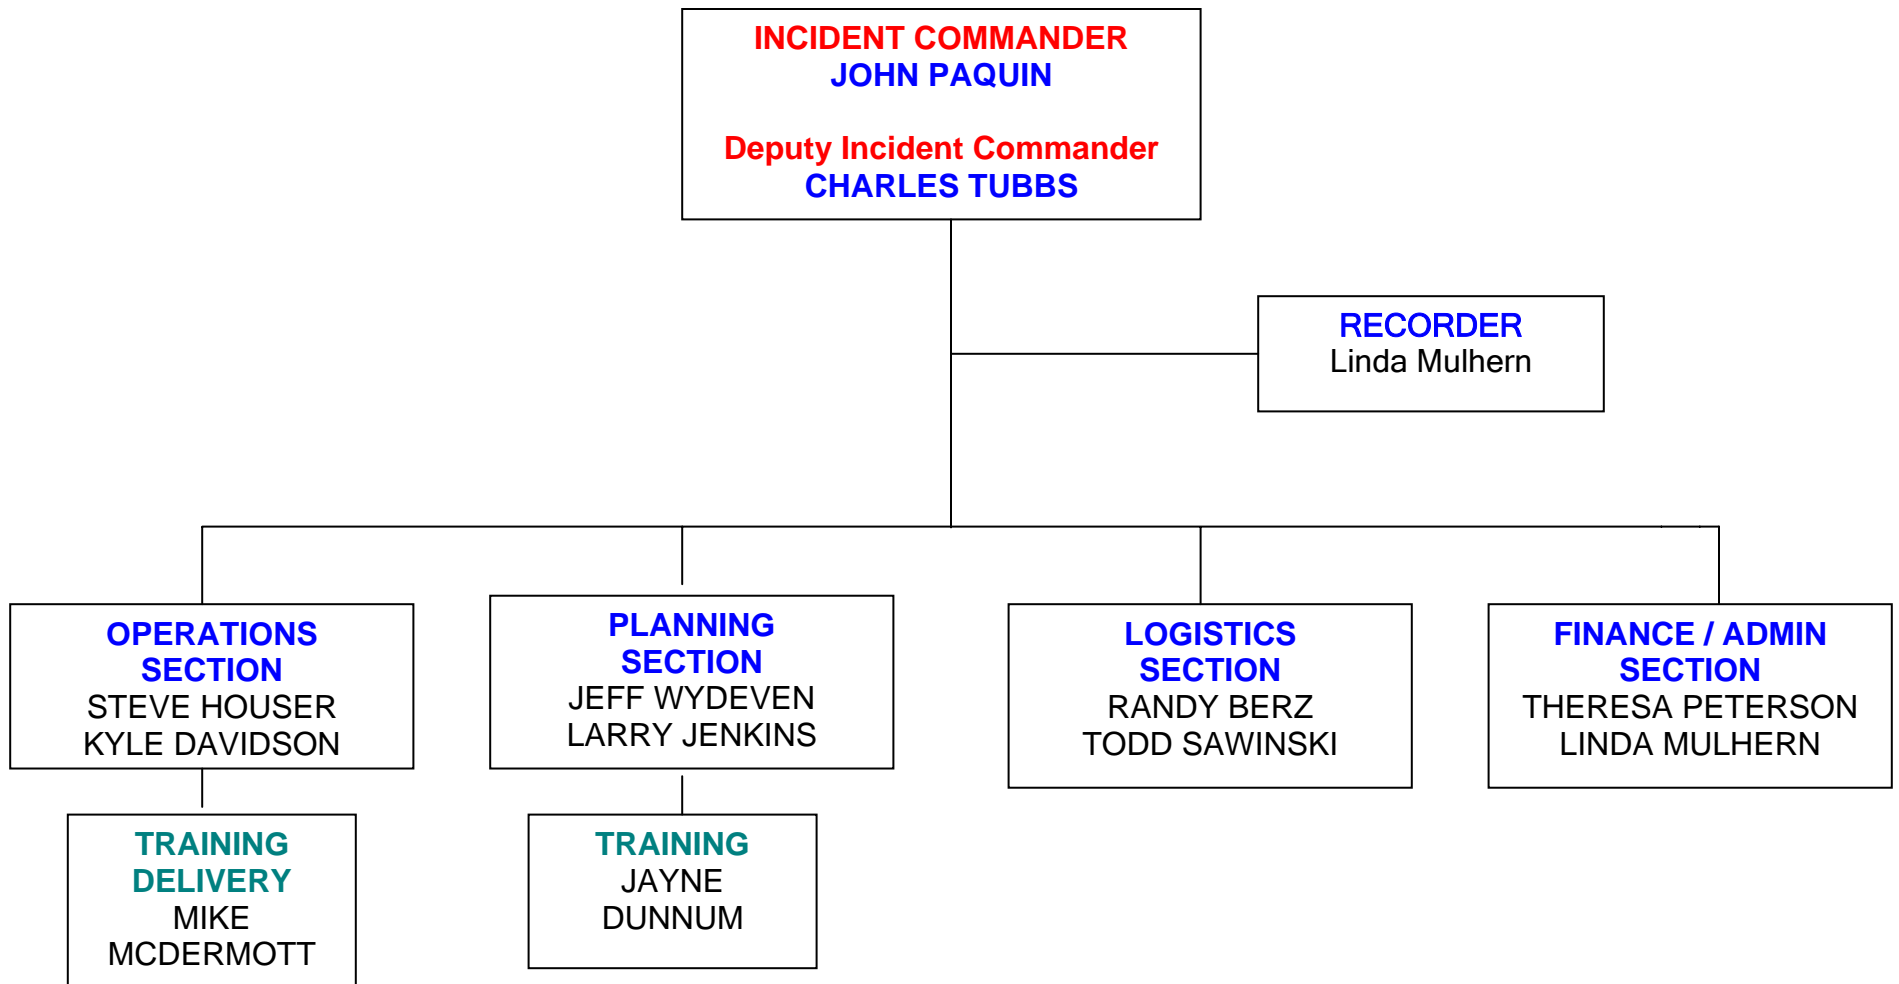 INCIDENT COMMANDER
JOHN PAQUIN
Deputy Incident Commander
CHARLES TUBBS
RECORDER
Linda Mulhern
OPERATIONS
SECTION
STEVE HOUSER
KYLE DAVIDSON
PLANNING
SECTION
JEFF WYDEVEN
LARRY JENKINS
LOGISTICS
SECTION
RANDY BERZ
TODD SAWINSKI
FINANCE / ADMIN
SECTION
THERESA PETERSON
LINDA MULHERN
TRAINING
DELIVERY
MIKE
MCDERMOTT
TRAINING
JAYNE
DUNNUM